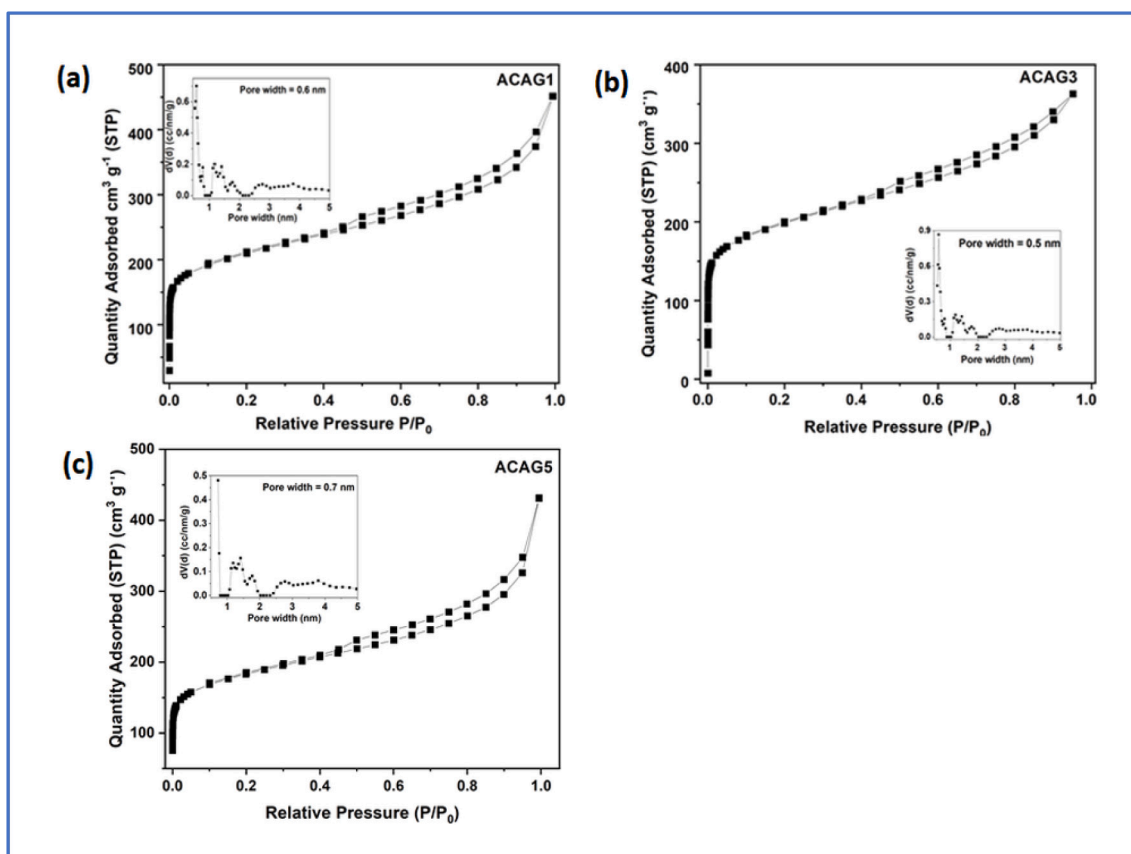 (a)
ACAG1
Quantity Adsorbed cm³ g⁻¹ (STP)
500
400
300
200
100
0.0 0.2 0.4 0.6 0.8 1.0
Relative Pressure P/P₀
Pore width = 0.6 nm
dV(d) (cc/nm/g)
0.6
0.4
0.2
0.0
1 2 3 4 5
Pore width (nm)
(b)
ACAG3
Quantity Adsorbed (STP) (cm³ g⁻¹)
400
300
200
100
0
0.0 0.2 0.4 0.6 0.8 1.0
Relative Pressure (P/P₀)
Pore width = 0.5 nm
dV(d) (cc/nm/g)
0.9
0.6
0.3
0.0
1 2 3 4 5
Pore width (nm)
(c)
ACAG5
Quantity Adsorbed (STP) (cm³ g⁻¹)
500
400
300
200
100
0.0 0.2 0.4 0.6 0.8 1.0
Relative Pressure (P/P₀)
Pore width = 0.7 nm
dV(d) (cc/nm/g)
0.5
0.4
0.3
0.2
0.1
0.0
1 2 3 4 5
Pore width (nm)